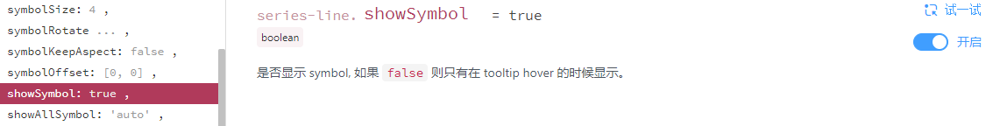 symbolSize: 4 ,
symbolRotate ... ,
symbolKeepAspect: false ,
symbolOffset: [0, 0] ,
showSymbol: true ,
showAllSymbol: 'auto' ,
series-line. showSymbol = true
boolean
是否显示 symbol, 如果 false 则只有在 tooltip hover 的时候显示。
试一试
开启